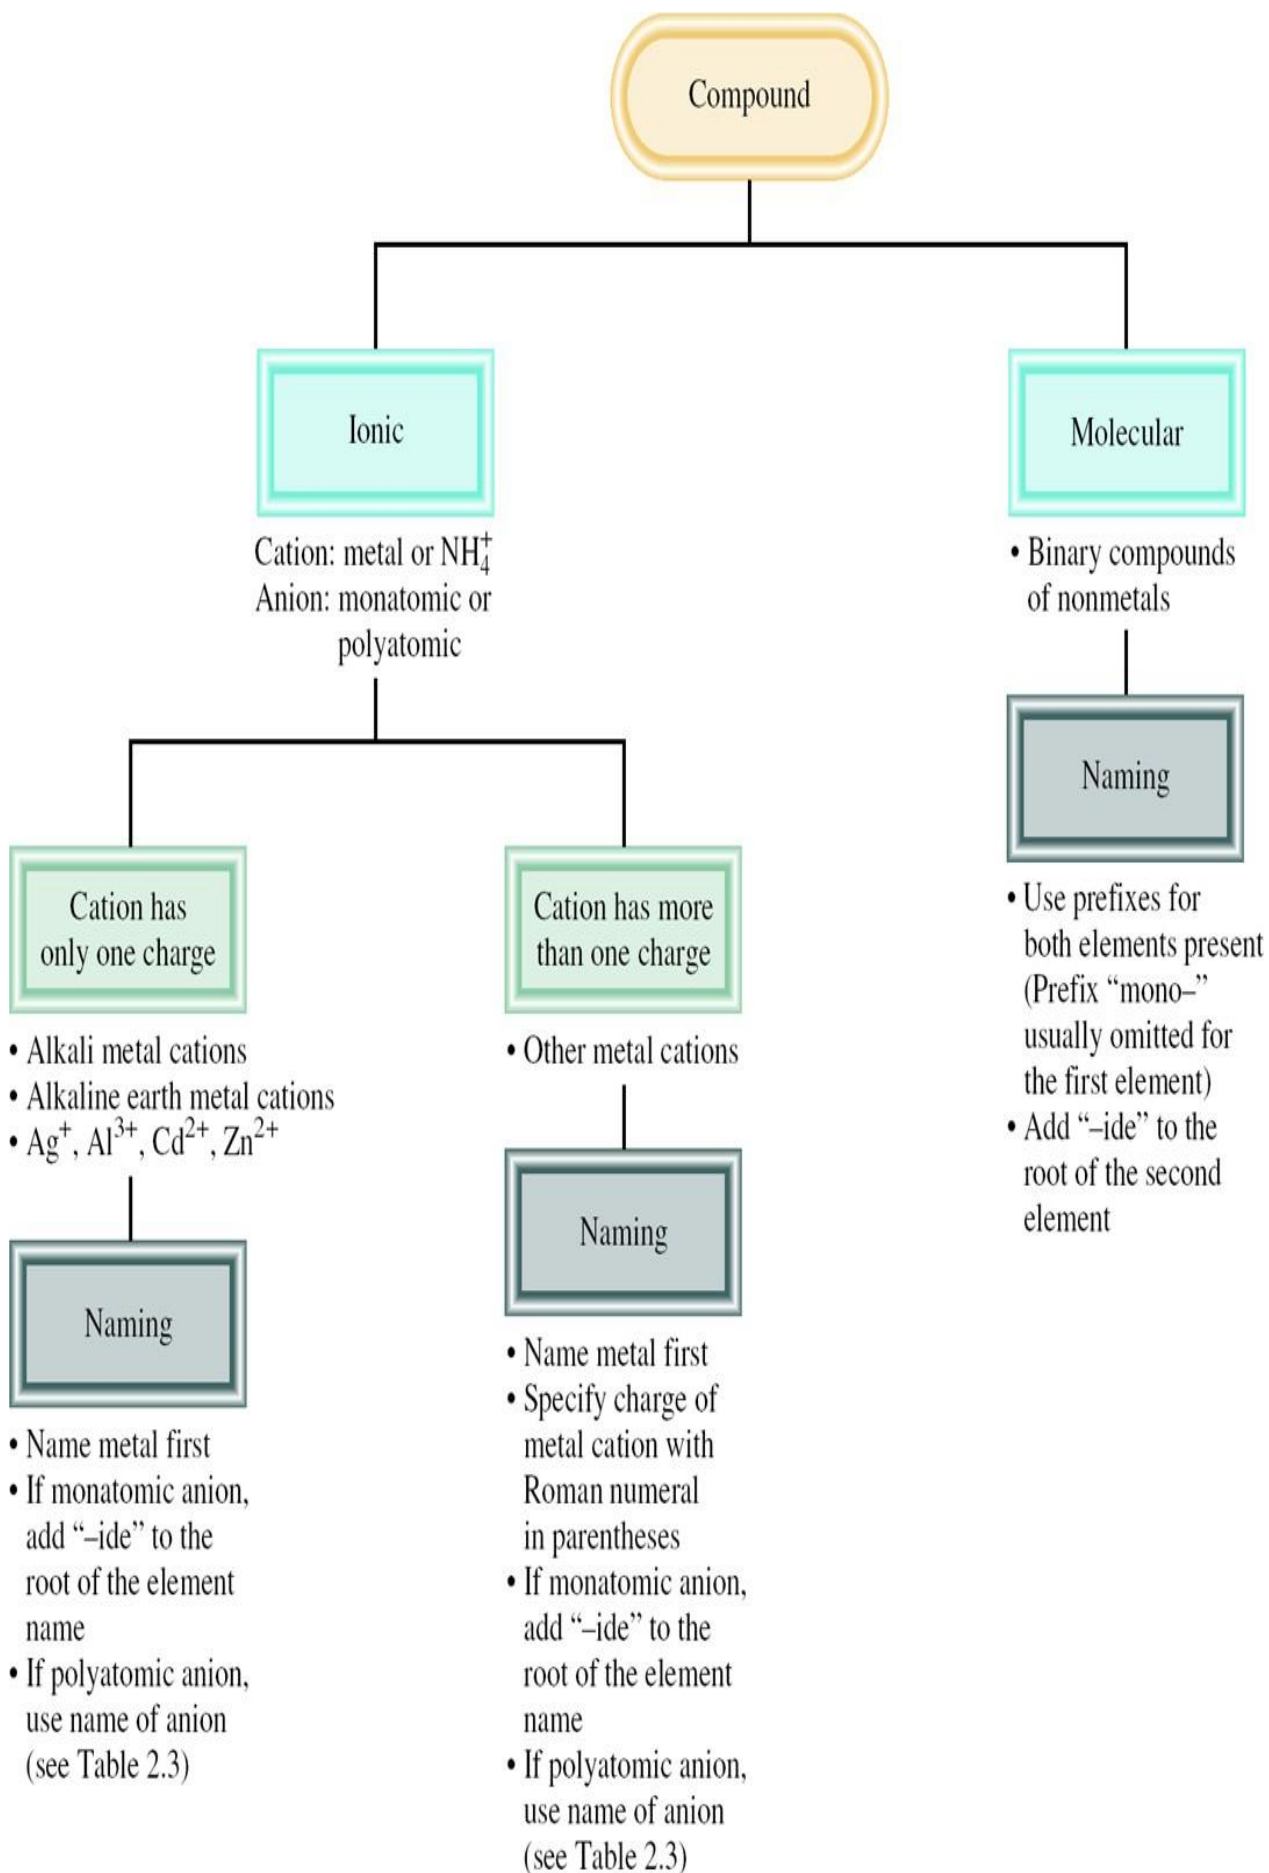 Compound
Ionic
Cation: metal or NH₄⁺
Anion: monatomic or
polyatomic
Cation has
only one charge
• Alkali metal cations
• Alkaline earth metal cations
• Ag⁺, Al³⁺, Cd²⁺, Zn²⁺
Naming
• Name metal first
• If monatomic anion,
add “–ide” to the
root of the element
name
• If polyatomic anion,
use name of anion
(see Table 2.3)
Cation has more
than one charge
• Other metal cations
Naming
• Name metal first
• Specify charge of
metal cation with
Roman numeral
in parentheses
• If monatomic anion,
add “–ide” to the
root of the element
name
• If polyatomic anion,
use name of anion
(see Table 2.3)
Molecular
• Binary compounds
of nonmetals
Naming
• Use prefixes for
both elements present
(Prefix “mono–”
usually omitted for
the first element)
• Add “–ide” to the
root of the second
element